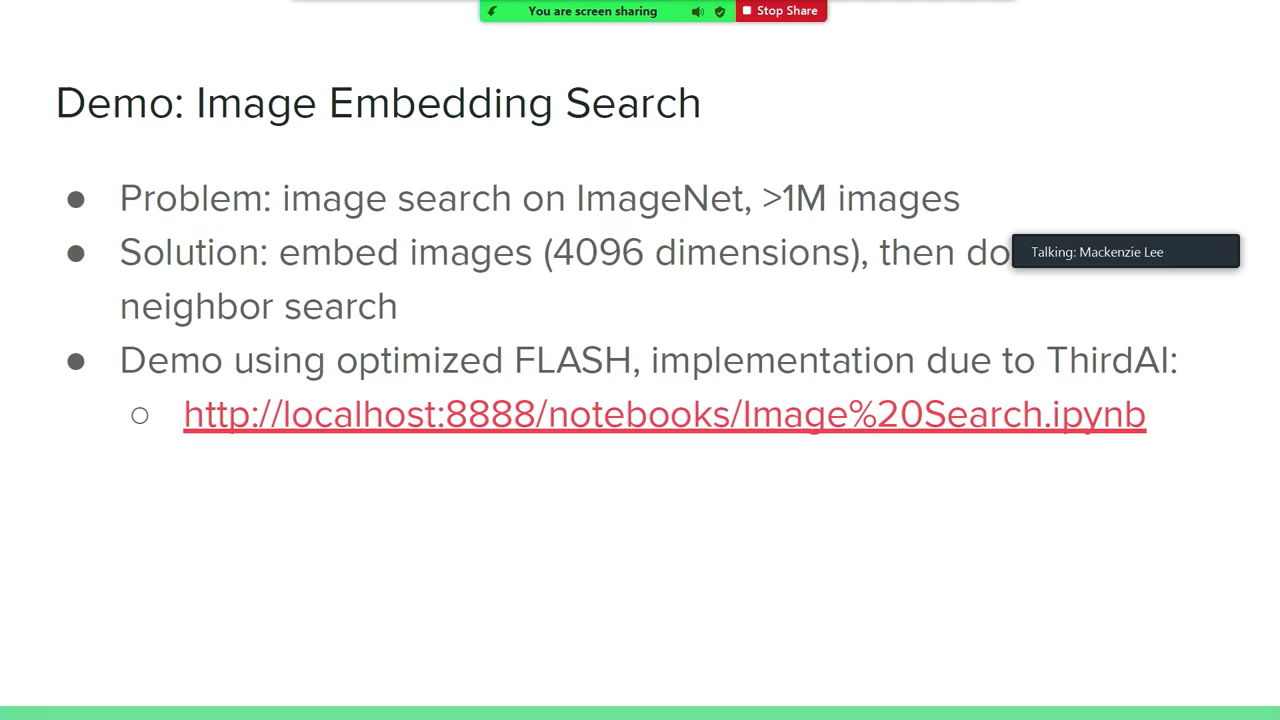 You are screen sharing
Stop Share
Demo: Image Embedding Search
● Problem: image search on ImageNet, >1M images
● Solution: embed images (4096 dimensions), then do
Talking: Mackenzie Lee
neighbor search
● Demo using optimized FLASH, implementation due to ThirdAI:
○ http://localhost:8888/notebooks/Image%20Search.ipynb